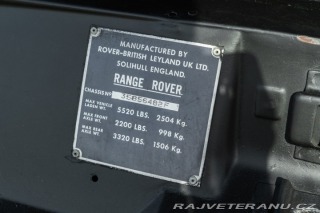 MANUFACTURED BY
ROVER-BRITISH LEYLAND UK LTD.
SOLIHULL ENGLAND.
RANGE ROVER
CHASSIS Nº
MAX VEHICLE LADEN WT. 5520 LBS. 2504 Kg.
MAX FRONT AXLE WT. 2200 LBS. 998 Kg.
MAX REAR AXLE WT. 3320 LBS. 1506 Kg.
RAJVETERANU.CZ